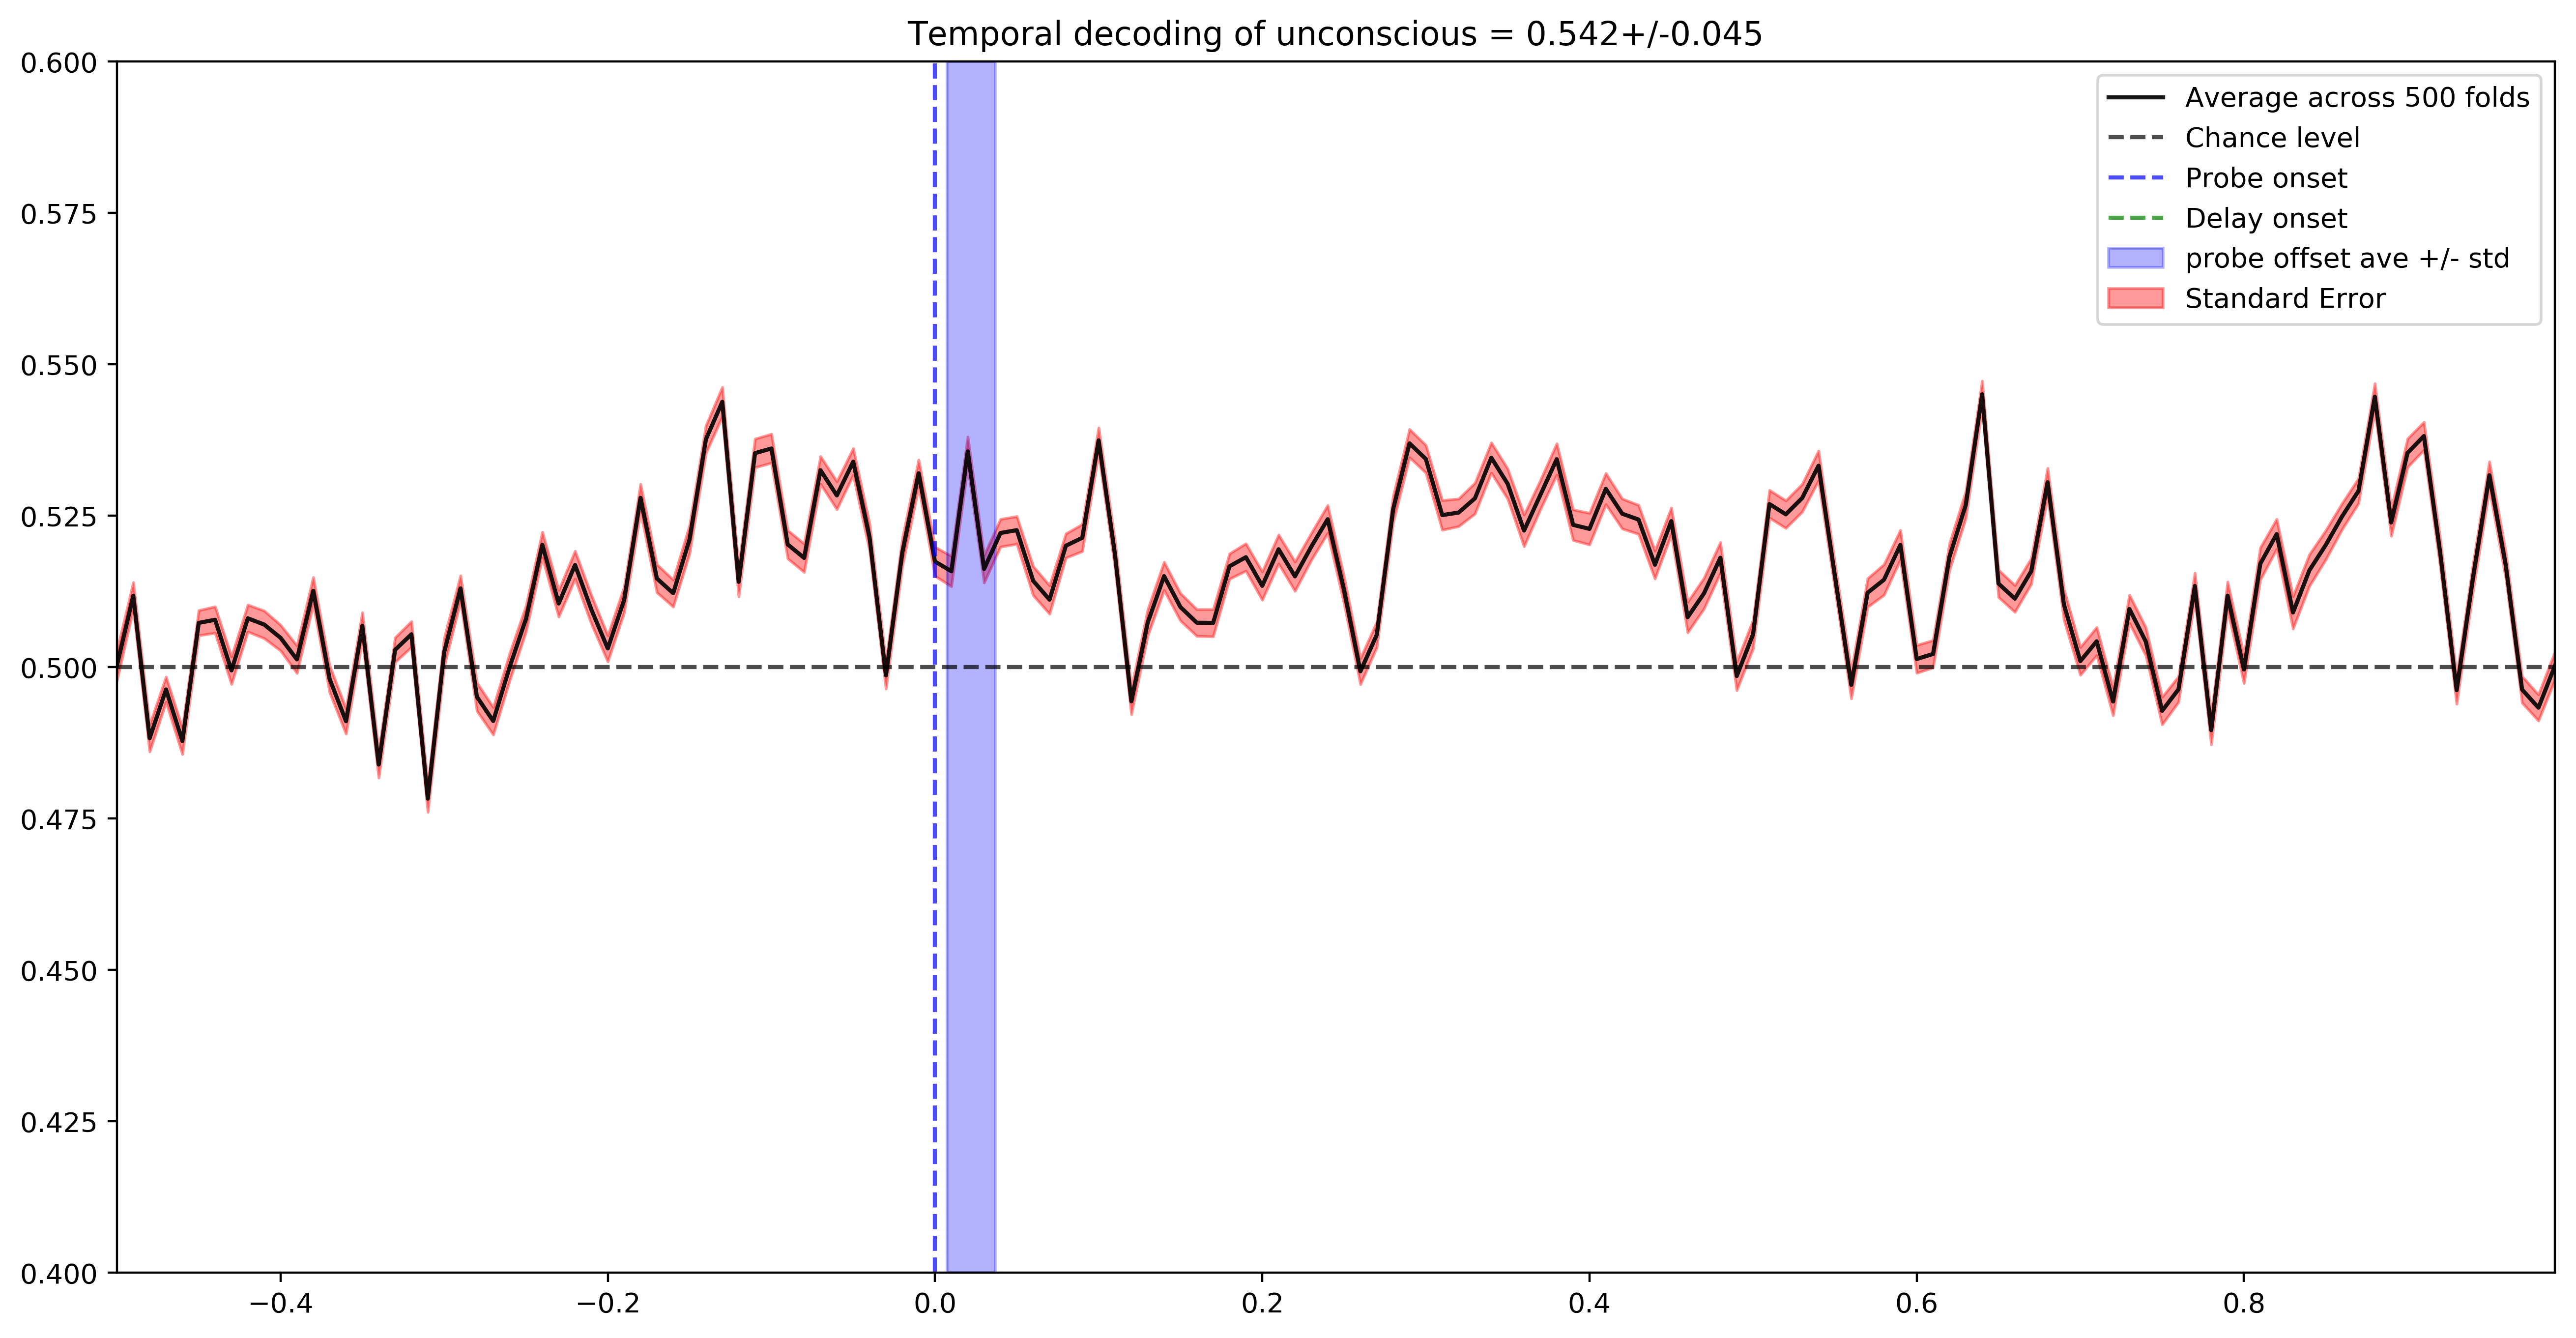 Temporal decoding of unconscious = 0.542+/-0.045
0.600
0.575
0.550
0.525
0.500
0.475
0.450
0.425
0.400
Average across 500 folds
Chance level
Probe onset
Delay onset
probe offset ave +/- std
Standard Error
−0.4 −0.2 0.0 0.2 0.4 0.6 0.8